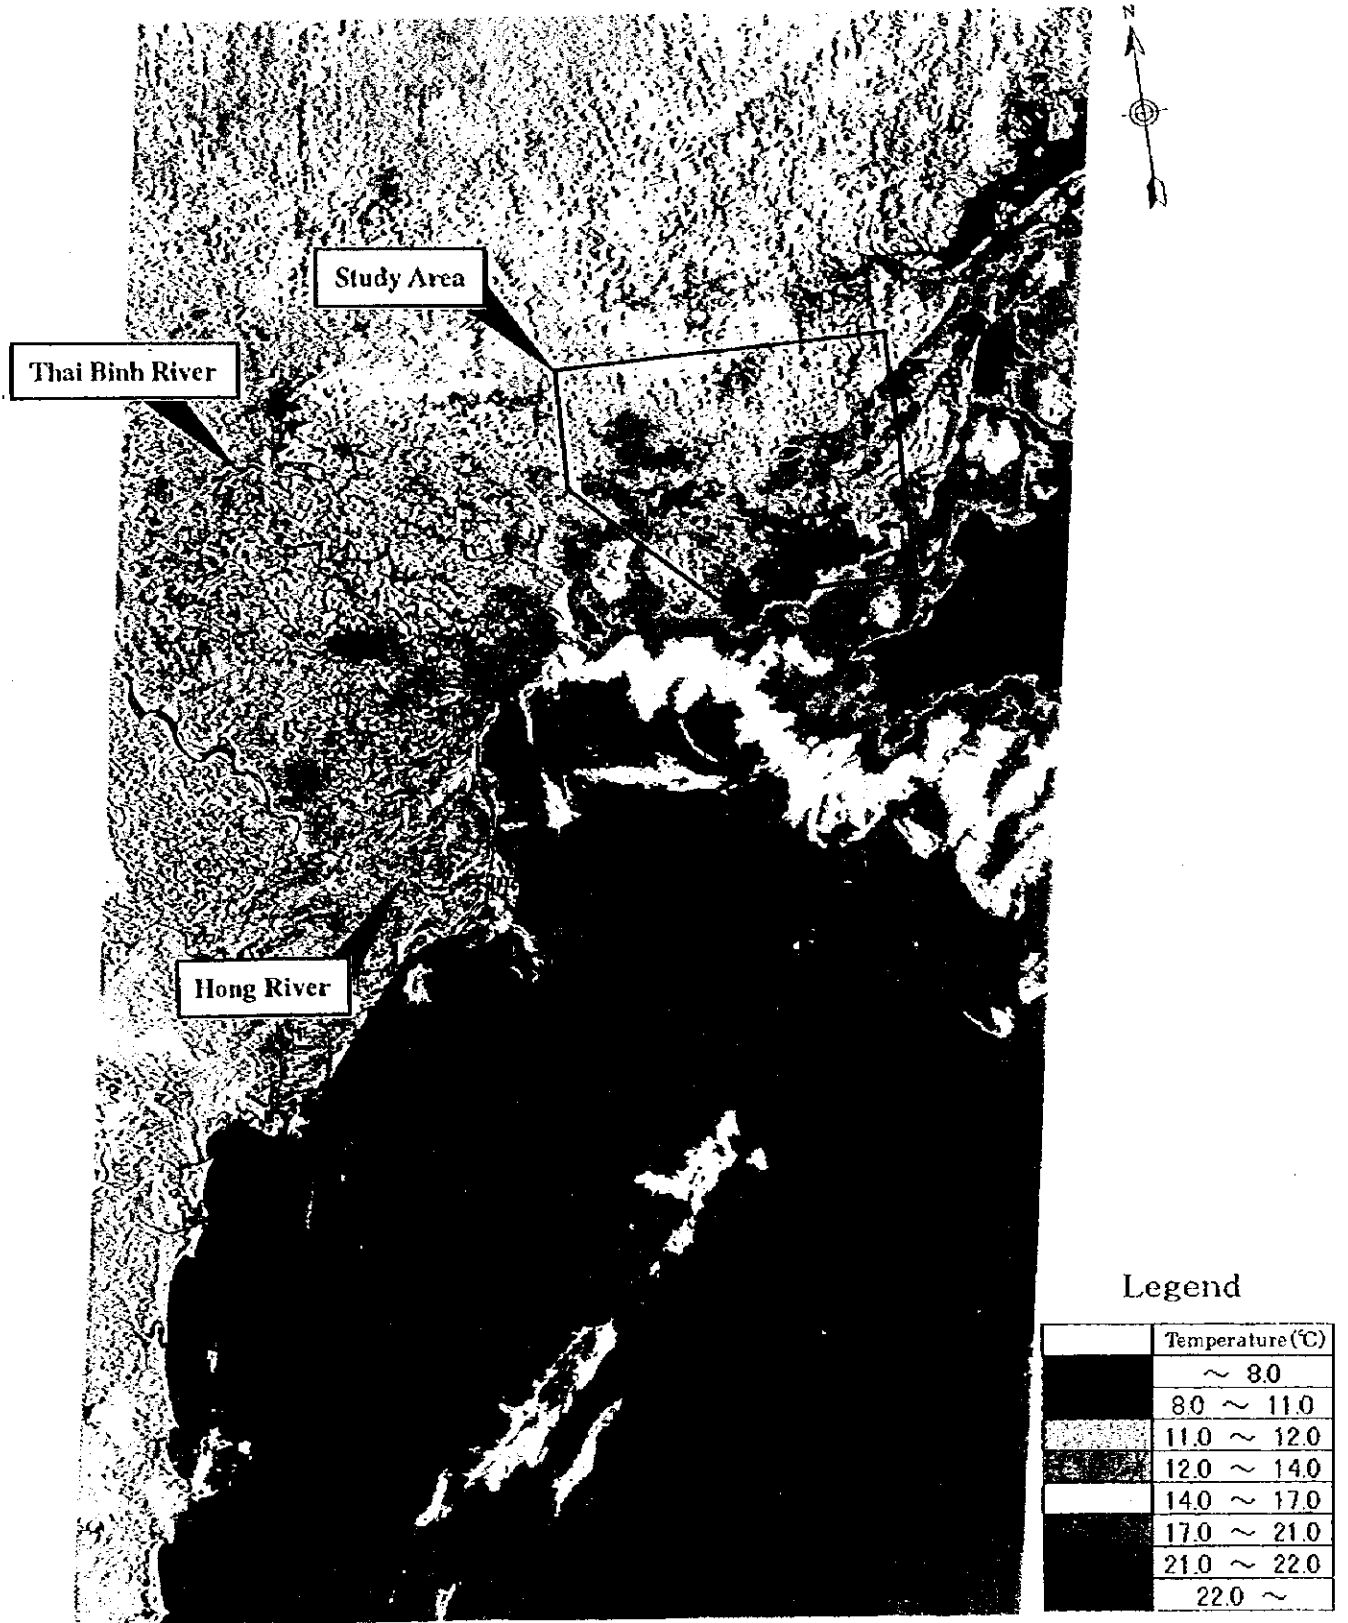 N
Study Area
Thai Binh River
Hong River
Legend
Temperature(℃)
~ 8.0
8.0 ~ 11.0
11.0 ~ 12.0
12.0 ~ 14.0
14.0 ~ 17.0
17.0 ~ 21.0
21.0 ~ 22.0
22.0 ~